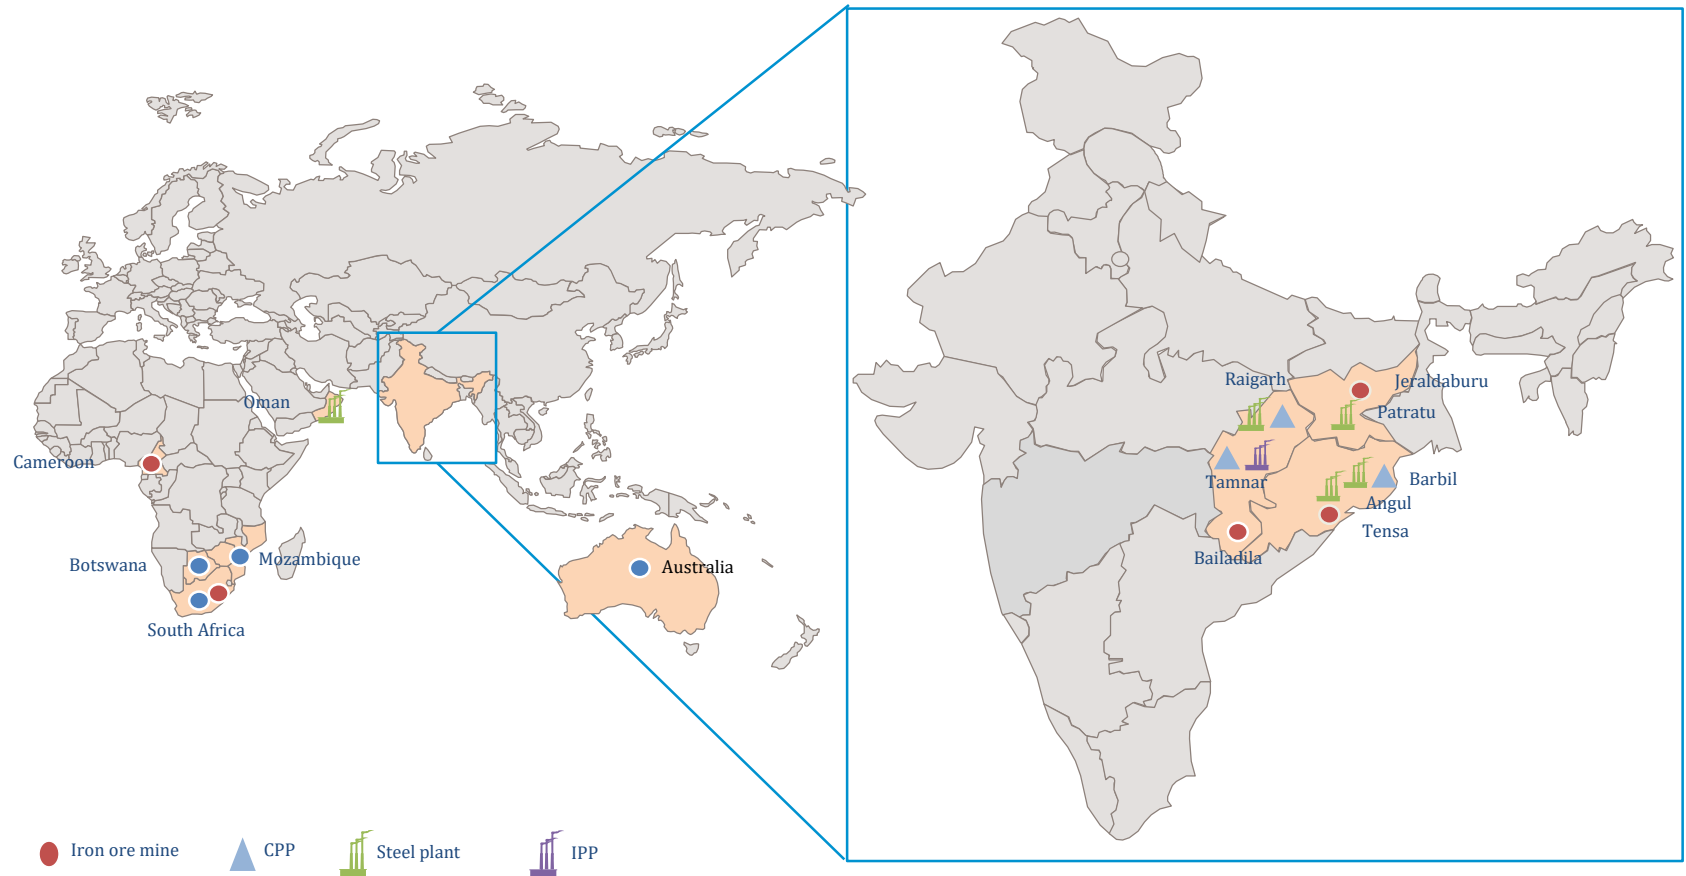 Oman
Cameroon
Botswana
Mozambique
South Africa
Australia
Raigarh
Jeraldaburu
Patratu
Tamnar
Barbil
Angul
Tensa
Bailadila
Iron ore mine
CPP
Steel plant
IPP